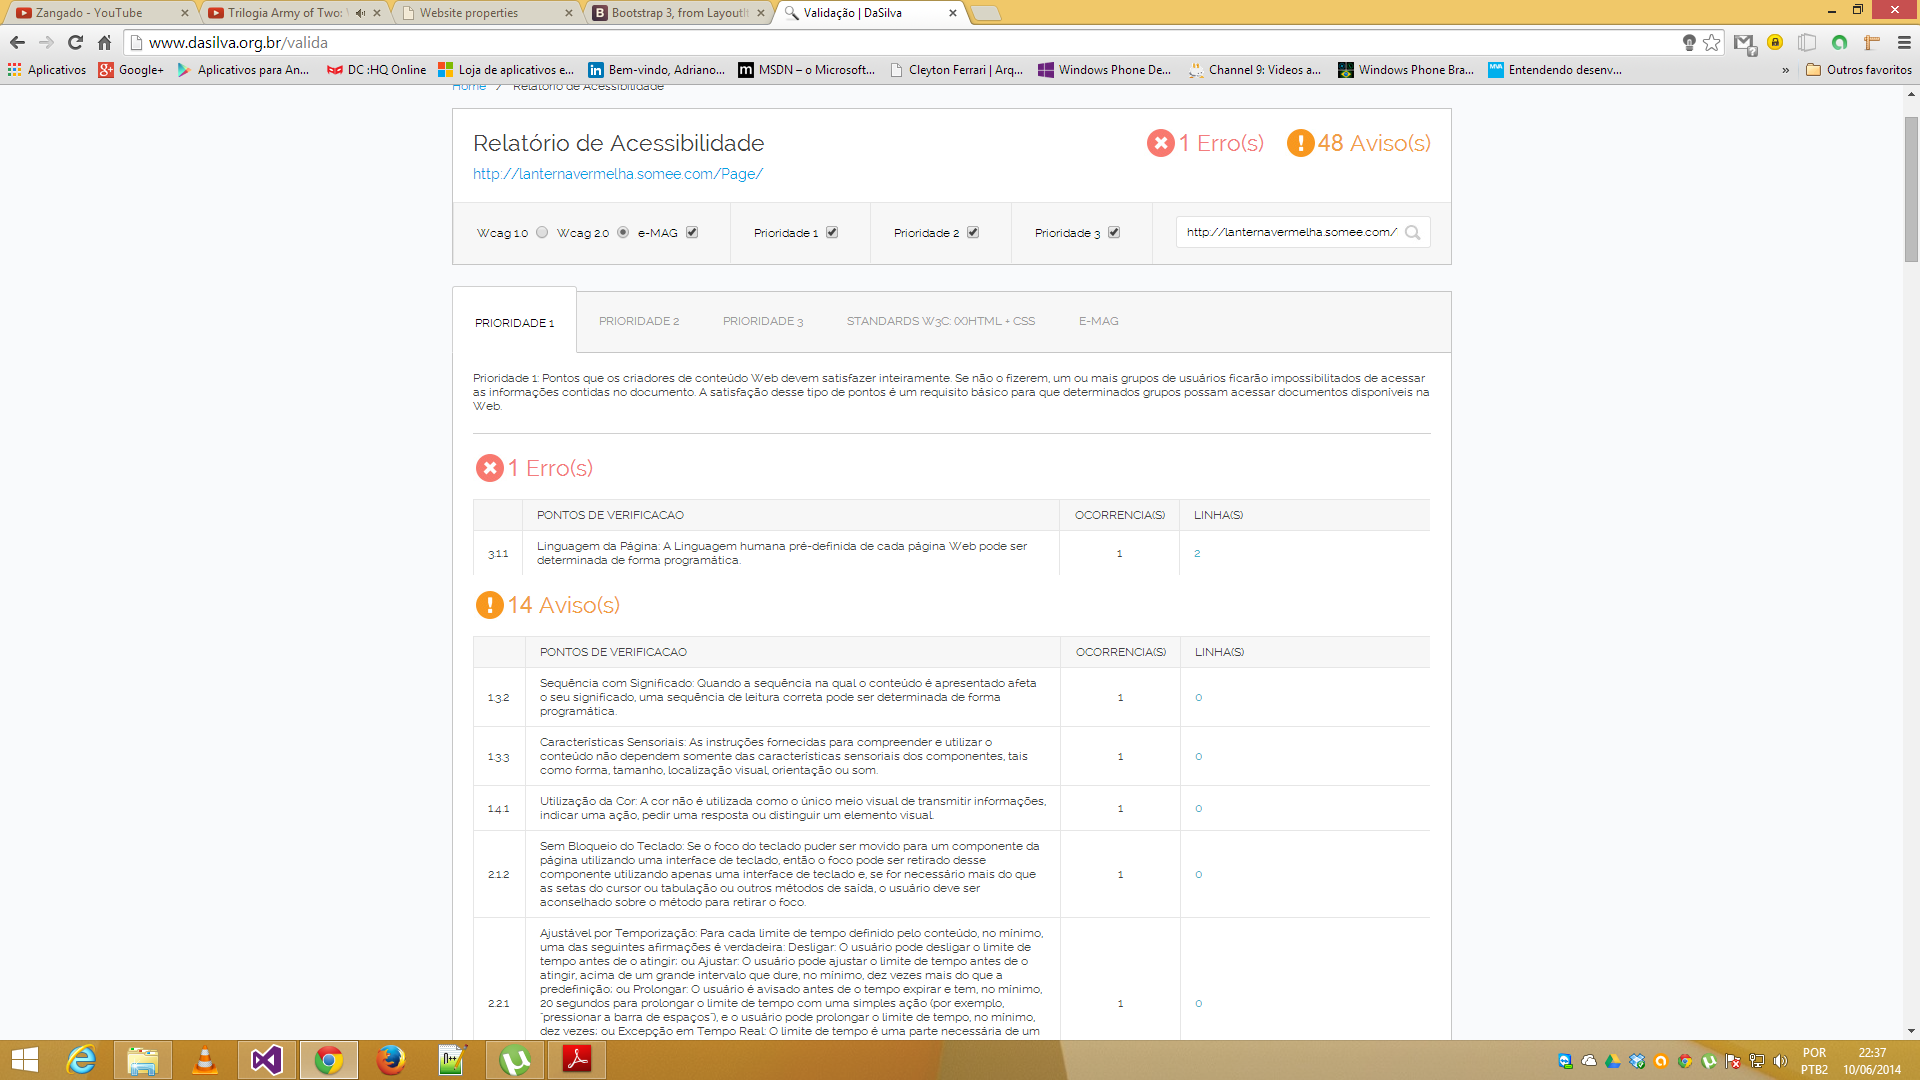 Zangado - YouTube
Trilogia Army of Two:
Website properties
Bootstrap 3, from LayoutIt
Validação | DaSilva
www.dasilva.org.br/valida
Aplicativos
Google+
Aplicativos para An...
DC :HQ Online
Loja de aplicativos e...
Bem-vindo, Adriano...
MSDN – o Microsoft...
Cleyton Ferrari | Arq...
Windows Phone De...
Channel 9: Videos a...
Windows Phone Bra...
Entendendo desenv...
»
Outros favoritos
Home / Relatório de Acessibilidade
Relatório de Acessibilidade
1 Erro(s)
48 Aviso(s)
http://lanternavermelha.somee.com/Page/
Wcag 1.0
Wcag 2.0
e-MAG
Prioridade 1
Prioridade 2
Prioridade 3
http://lanternavermelha.somee.com/
PRIORIDADE 1
PRIORIDADE 2
PRIORIDADE 3
STANDARDS W3C: (X)HTML + CSS
E-MAG
Prioridade 1: Pontos que os criadores de conteúdo Web devem satisfazer inteiramente. Se não o fizerem, um ou mais grupos de usuários ficarão impossibilitados de acessar
as informações contidas no documento. A satisfação desse tipo de pontos é um requisito básico para que determinados grupos possam acessar documentos disponíveis na
Web.
1 Erro(s)
PONTOS DE VERIFICACAO
OCORRENCIA(S)
LINHA(S)
3.1.1
Linguagem da Página: A Linguagem humana pré-definida de cada página Web pode ser
determinada de forma programática.
1
2
14 Aviso(s)
PONTOS DE VERIFICACAO
OCORRENCIA(S)
LINHA(S)
1.3.2
Sequência com Significado: Quando a sequência na qual o conteúdo é apresentado afeta
o seu significado, uma sequência de leitura correta pode ser determinada de forma
programática.
1
0
1.3.3
Características Sensoriais: As instruções fornecidas para compreender e utilizar o
conteúdo não dependem somente das características sensoriais dos componentes, tais
como forma, tamanho, localização visual, orientação ou som.
1
0
1.4.1
Utilização da Cor: A cor não é utilizada como o único meio visual de transmitir informações,
indicar uma ação, pedir uma resposta ou distinguir um elemento visual.
1
0
2.1.2
Sem Bloqueio do Teclado: Se o foco do teclado puder ser movido para um componente da
página utilizando uma interface de teclado, então o foco pode ser retirado desse
componente utilizando apenas uma interface de teclado e, se for necessário mais do que
as setas do cursor ou tabulação ou outros métodos de saída, o usuário deve ser
aconselhado sobre o método para retirar o foco.
1
0
2.2.1
Ajustável por Temporização: Para cada limite de tempo definido pelo conteúdo, no mínimo,
uma das seguintes afirmações é verdadeira: Desligar: O usuário pode desligar o limite de
tempo antes de o atingir; ou Ajustar: O usuário pode ajustar o limite de tempo antes de o
atingir, acima de um grande intervalo que dure, no mínimo, dez vezes mais do que a
predefinição; ou Prolongar: O usuário é avisado antes de o tempo expirar e tem, no mínimo,
20 segundos para prolongar o limite de tempo com uma simples ação (por exemplo,
"pressionar a barra de espaços"), e o usuário pode prolongar o limite de tempo, no mínimo,
dez vezes; ou Excepção em Tempo Real: O limite de tempo é uma parte necessária de um
1
0
POR
PTB2
22:37
10/06/2014